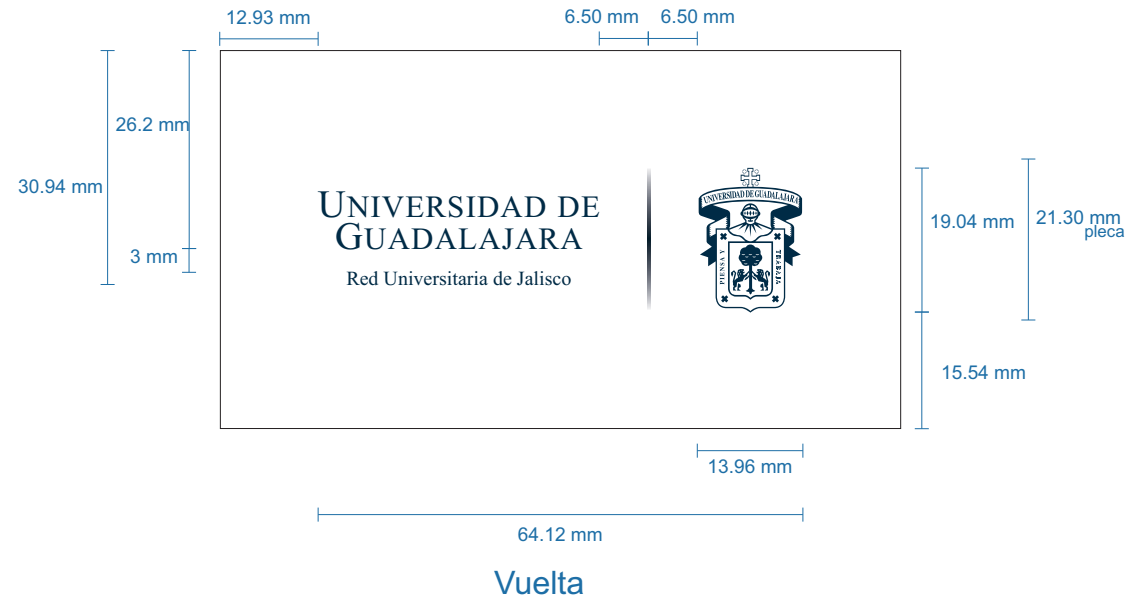 12.93 mm
6.50 mm
6.50 mm
26.2 mm
30.94 mm
3 mm
UNIVERSIDAD DE
GUADALAJARA
Red Universitaria de Jalisco
UNIVERSIDAD DE GUADALAJARA
PIENSA Y
TRABAJA
19.04 mm
21.30 mm
pleca
15.54 mm
13.96 mm
64.12 mm
Vuelta